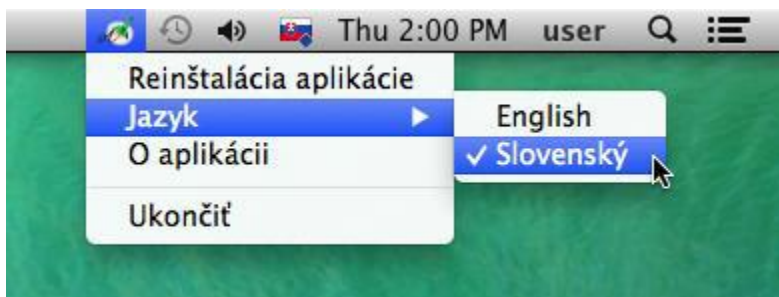 Thu 2:00 PM user
Reinštalácia aplikácie
Jazyk
English
O aplikácii
Slovenský
Ukončiť